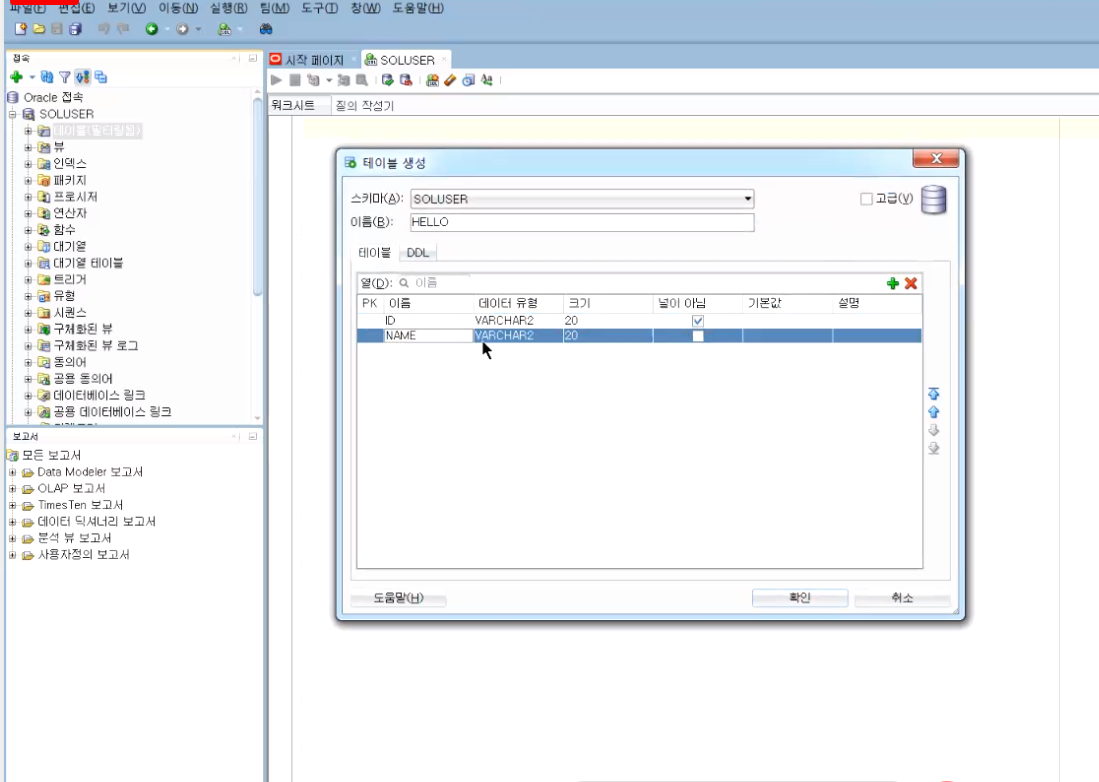 파일(F) 편집(E) 보기(V) 이동(N) 실행(R) 팀(M) 도구(T) 창(W) 도움말(H)
접속
시작 페이지
SOLUSER
Oracle 접속
워크시트
질의 작성기
SOLUSER
테이블(필터링됨)
뷰
인덱스
패키지
프로시저
연산자
함수
대기열
대기열 테이블
트리거
유형
시퀀스
구체화된 뷰
구체화된 뷰 로그
동의어
공용 동의어
데이터베이스 링크
공용 데이터베이스 링크
보고서
모든 보고서
Data Modeler 보고서
OLAP 보고서
TimesTen 보고서
데이터 딕셔너리 보고서
분석 뷰 보고서
사용자정의 보고서
테이블 생성
스키마(A): SOLUSER
고급(V)
이름(B): HELLO
테이블 DDL
열(D): 이름
PK 이름 데이터 유형 크기 널이 아님 기본값 설명
ID VARCHAR2 20
NAME VARCHAR2 20
도움말(H) 확인 취소